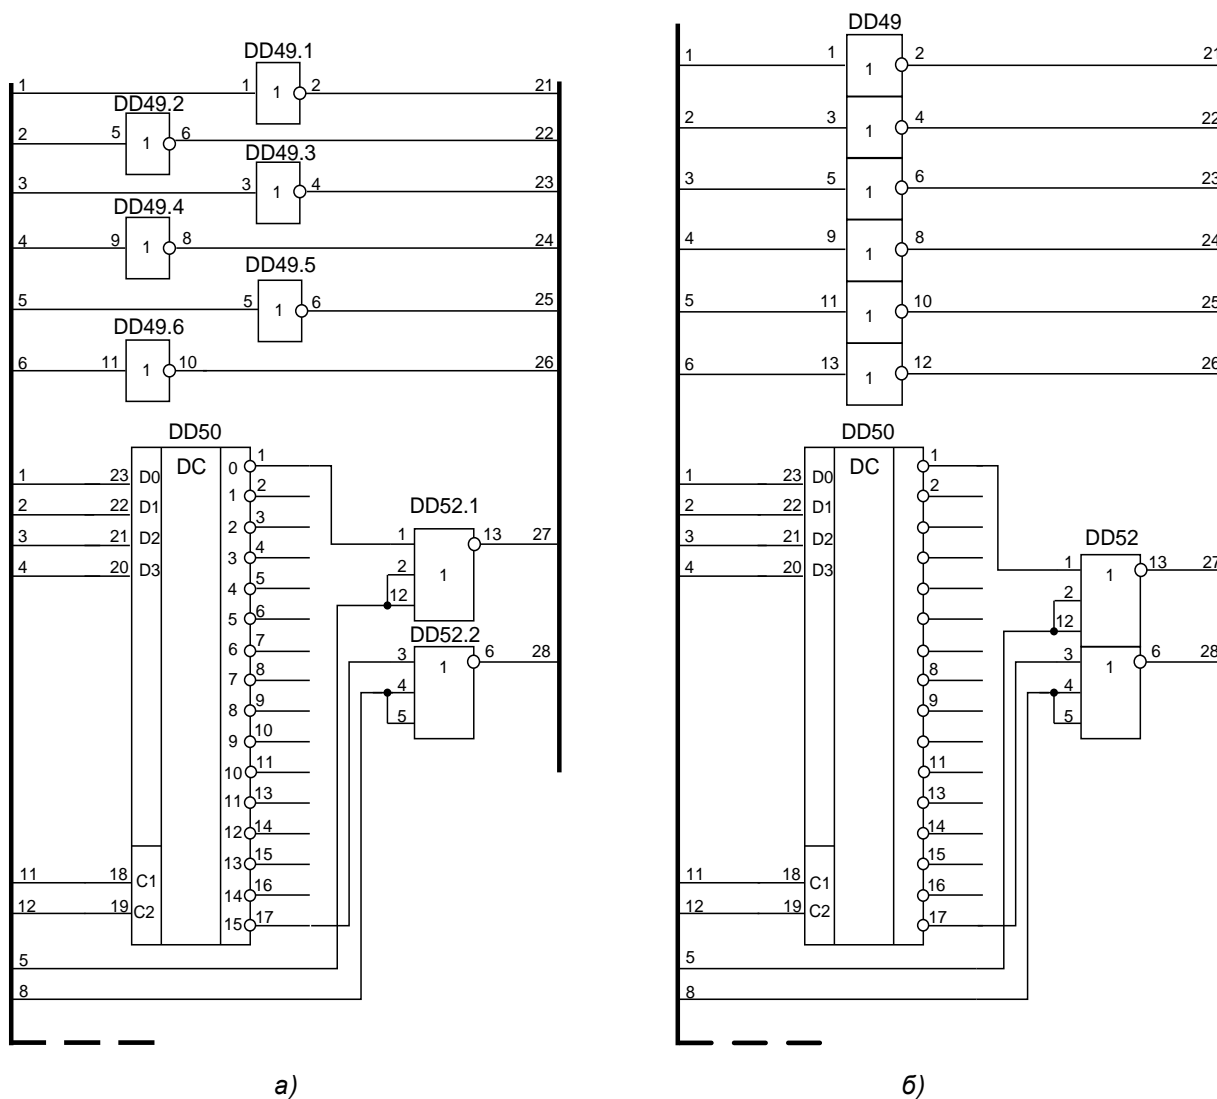 DD49.1
1 1 1 2 21
DD49.2
2 5 1 6 22
DD49.3
3 3 1 4 23
DD49.4
4 9 1 8 24
DD49.5
5 5 1 6 25
DD49.6
6 11 1 10 26
DD50
DC
0 1
1 23 D0
1 2
2 22 D1
2 3
3 21 D2
3 4
4 20 D3
4 5
5 6
6 7
7 8
8 9
9 10
10 11
11 13
12 14
13 15
11 18 C1
14 16
12 19 C2
15 17
DD52.1
1 13 27
2 1
12
DD52.2
3 1 6 28
4
5
5
8
а)
DD49
1 1 1 2 21
2 3 1 4 22
3 5 1 6 23
4 9 1 8 24
5 11 1 10 25
6 13 1 12 26
DD50
DC
1
1 23 D0
2
2 22 D1
3 21 D2
4 20 D3
8
9
11
13
14
15
11 18 C1
16
12 19 C2
17
DD52
1 1 13 27
2
12
3 1 6 28
4
5
5
8
б)